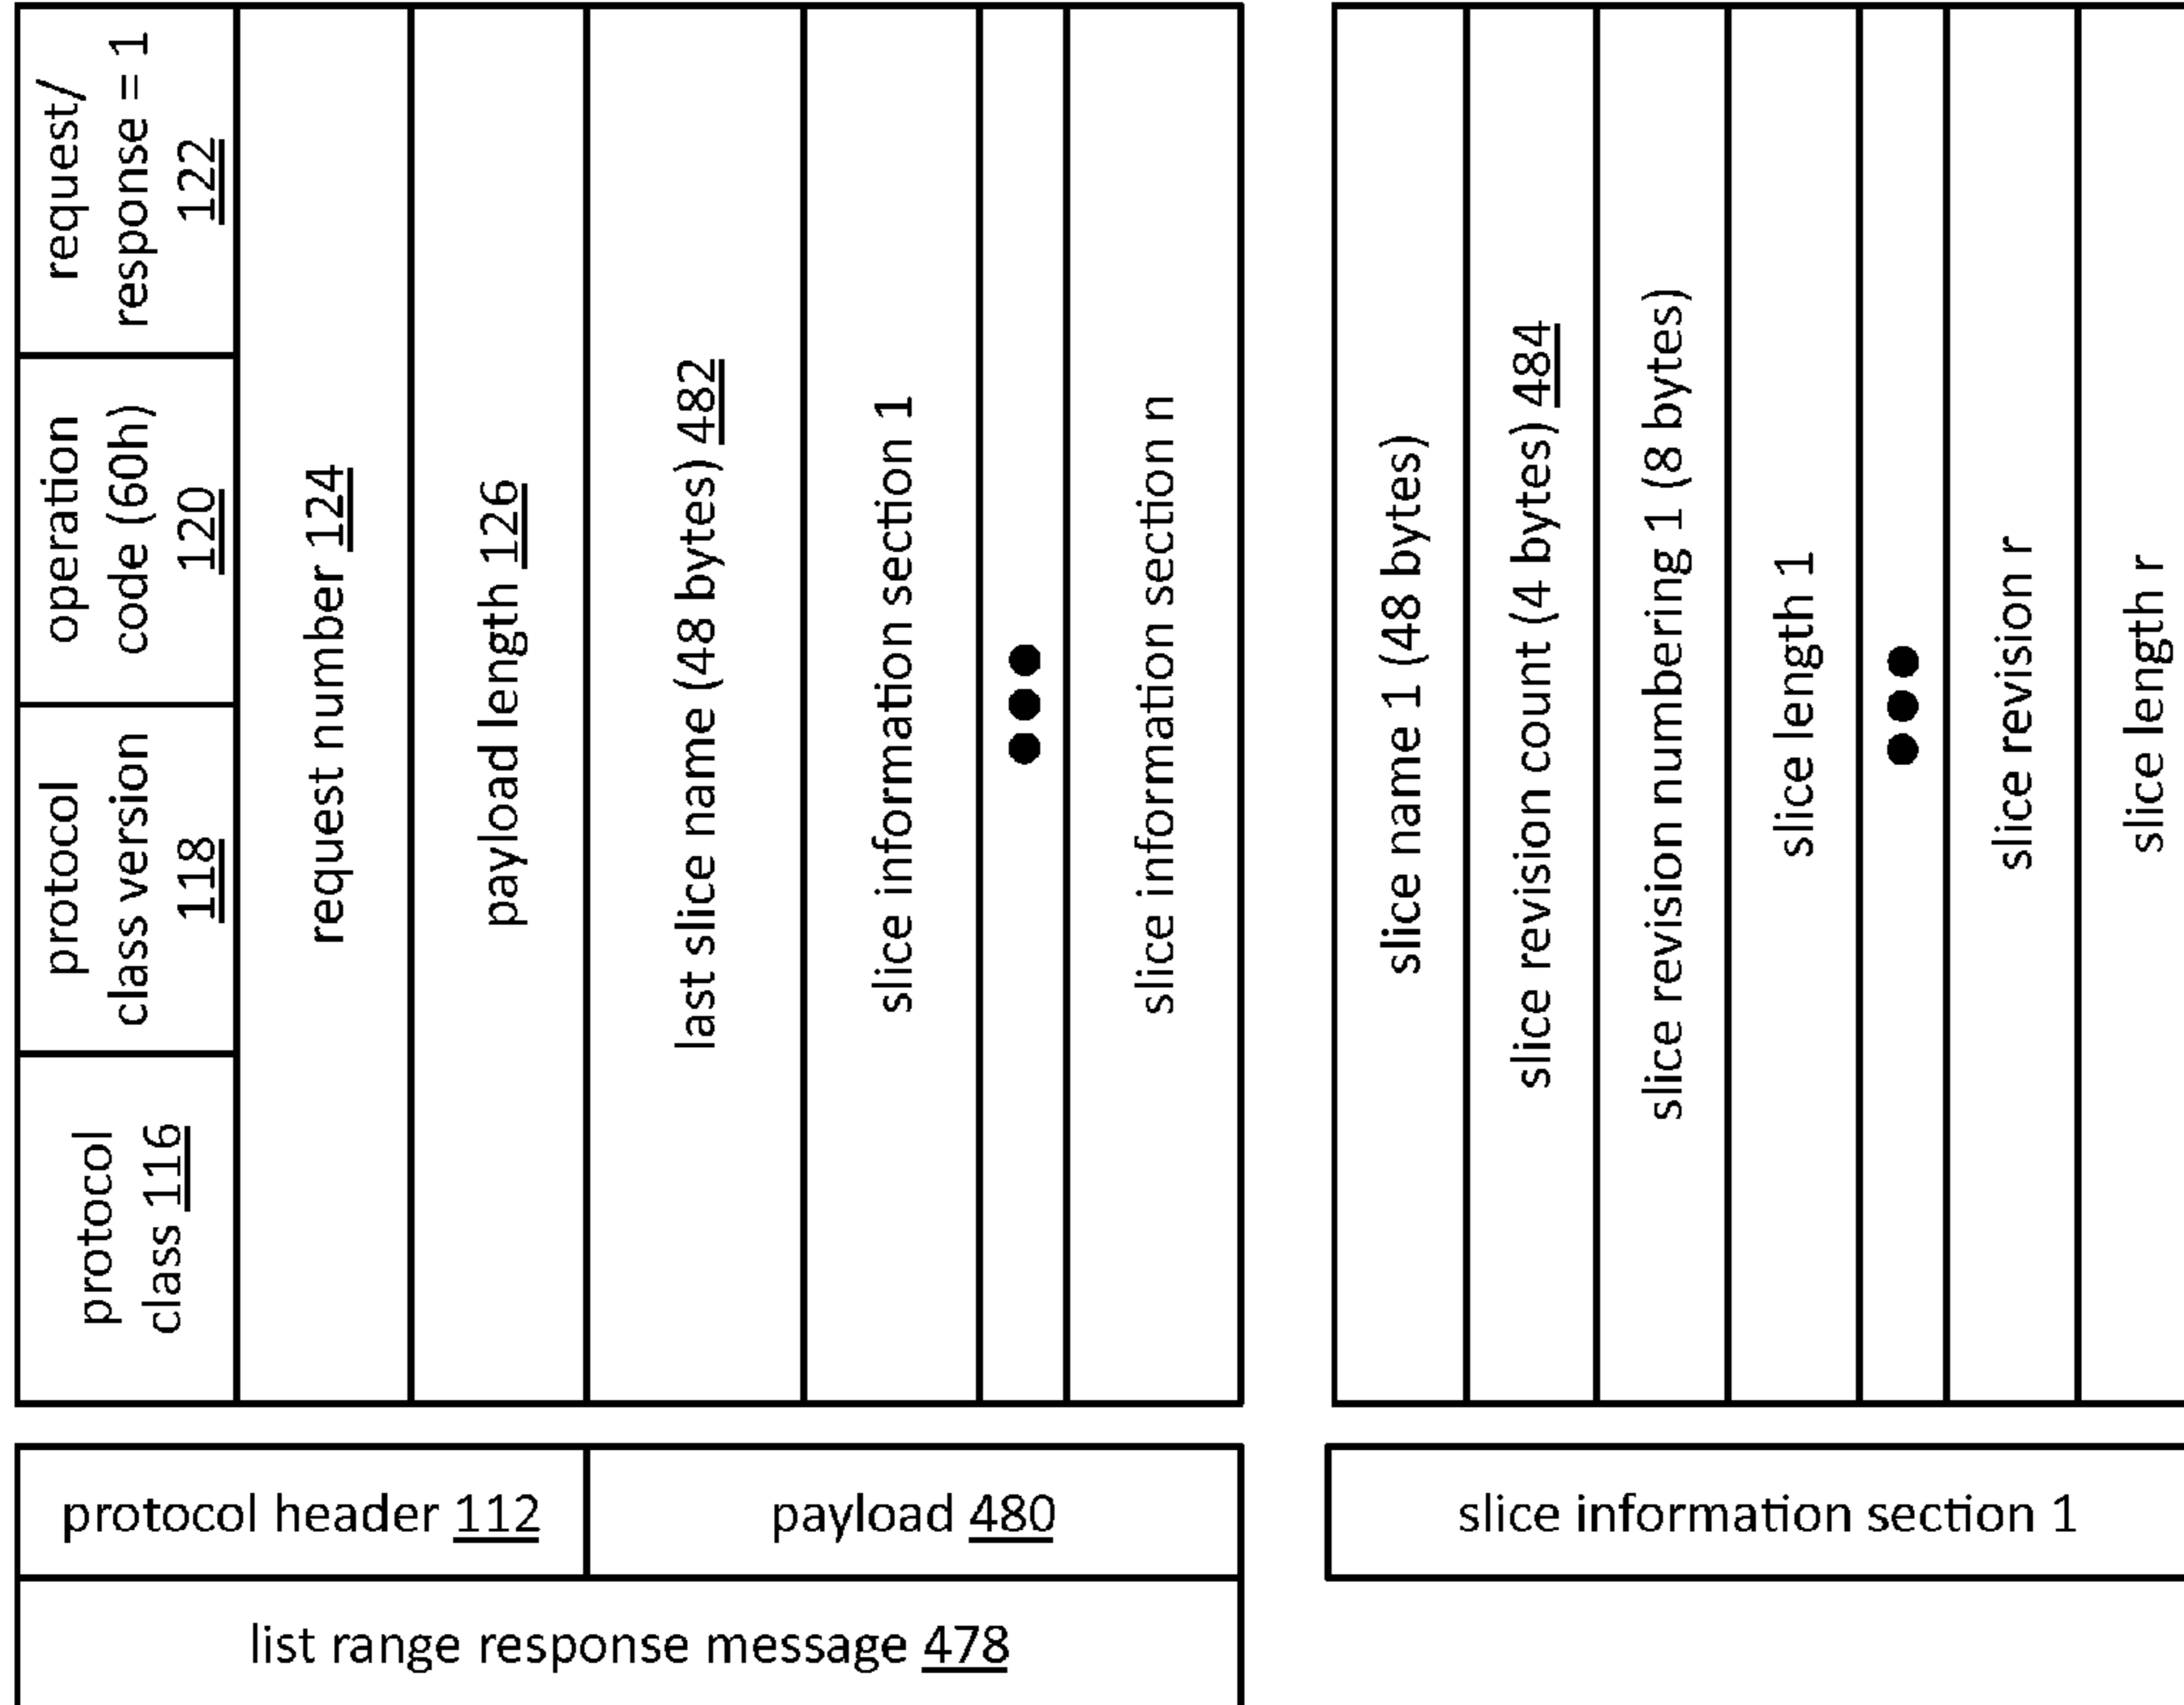 protocol
class 116
protocol
class version
118
operation
code (60h)
120
request/
response = 1
122
request number 124
payload length 126
last slice name (48 bytes) 482
slice information section 1
slice information section n
protocol header 112
payload 480
list range response message 478
slice name 1 (48 bytes)
slice revision count (4 bytes) 484
slice revision numbering 1 (8 bytes)
slice length 1
slice revision r
slice length r
slice information section 1